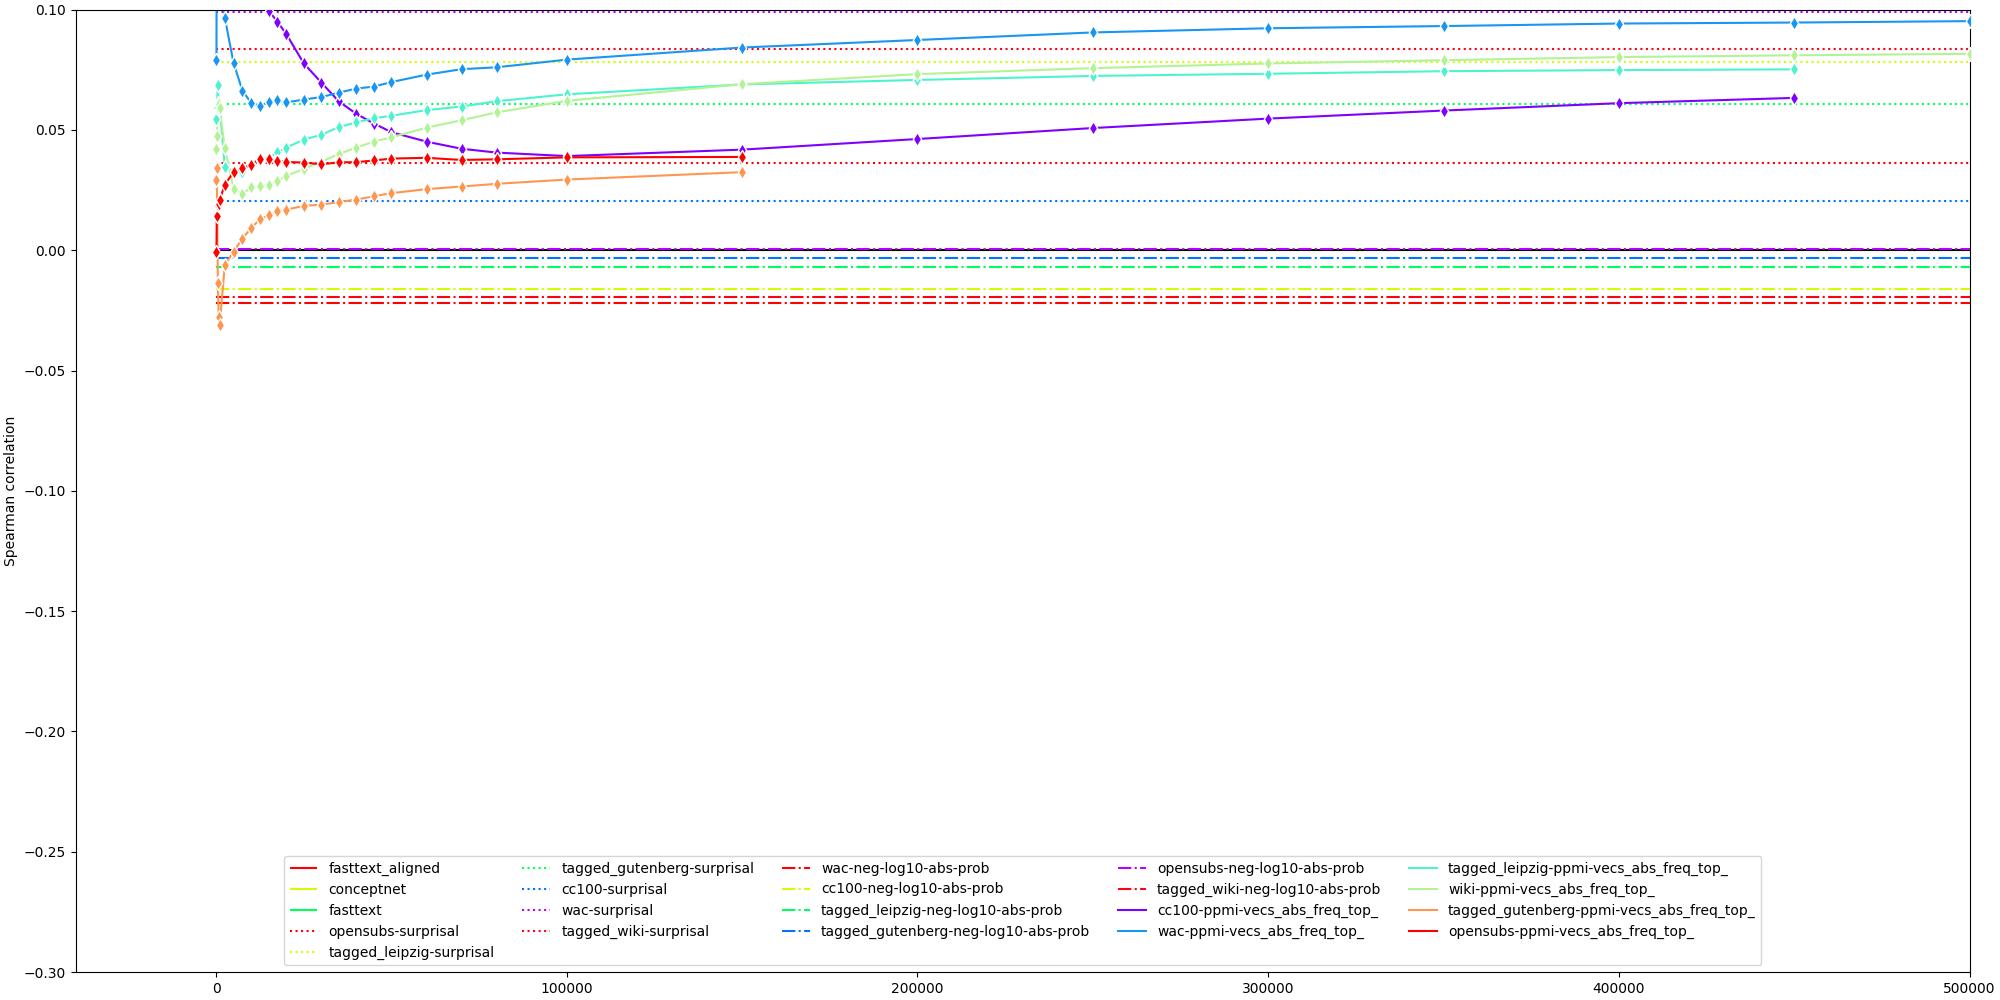 0.10
0.05
0.00
−0.05
−0.10
−0.15
−0.20
−0.25
−0.30
Spearman correlation
fasttext_aligned
conceptnet
fasttext
opensubs-surprisal
tagged_leipzig-surprisal
tagged_gutenberg-surprisal
cc100-surprisal
wac-surprisal
tagged_wiki-surprisal
wac-neg-log10-abs-prob
cc100-neg-log10-abs-prob
tagged_leipzig-neg-log10-abs-prob
tagged_gutenberg-neg-log10-abs-prob
opensubs-neg-log10-abs-prob
tagged_wiki-neg-log10-abs-prob
cc100-ppmi-vecs_abs_freq_top_
wac-ppmi-vecs_abs_freq_top_
tagged_leipzig-ppmi-vecs_abs_freq_top_
wiki-ppmi-vecs_abs_freq_top_
tagged_gutenberg-ppmi-vecs_abs_freq_top_
opensubs-ppmi-vecs_abs_freq_top_
0
100000
200000
300000
400000
500000